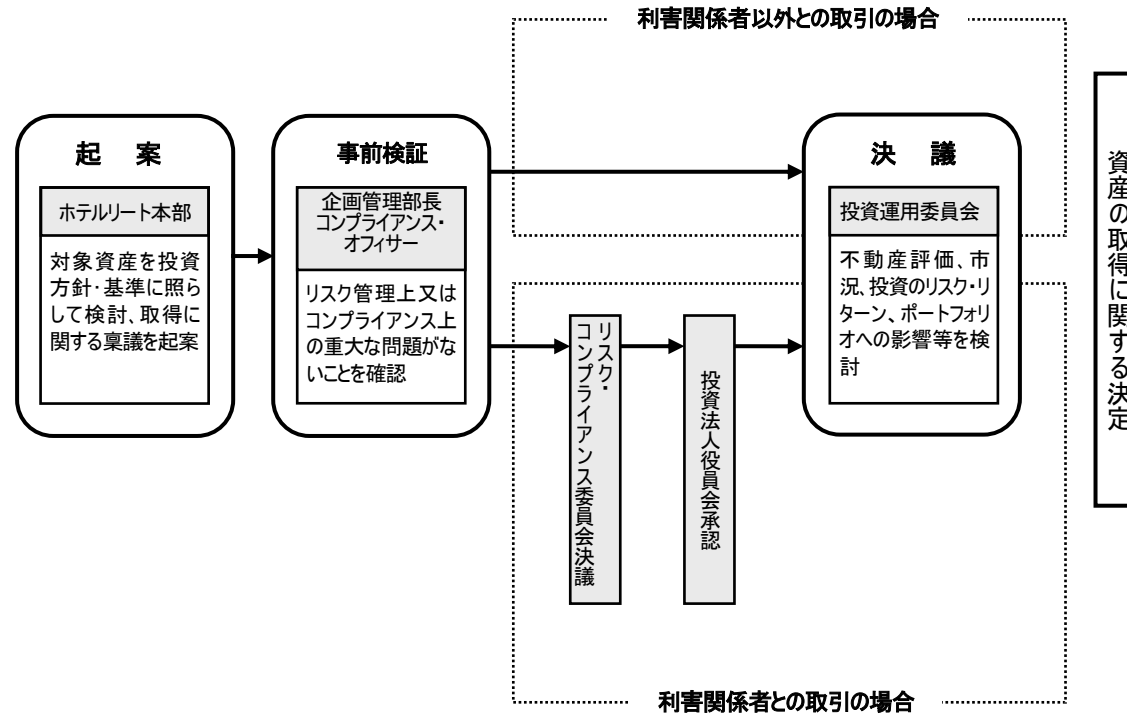 利害関係者以外との取引の場合
起 案
ホテルリート本部
対象資産を投資
方針・基準に照ら
して検討、取得に
関する稟議を起案
事前検証
企画管理部長
コンプライアンス・
オフィサー
リスク管理上又は
コンプライアンス上
の重大な問題がな
いことを確認
リスク・
コンプライアンス委員会決議
投資法人役員会承認
決 議
投資運用委員会
不動産評価、市
況、投資のリスク・リ
ターン、ポートフォリ
オへの影響等を検
討
資産の取得に関する決定
利害関係者との取引の場合